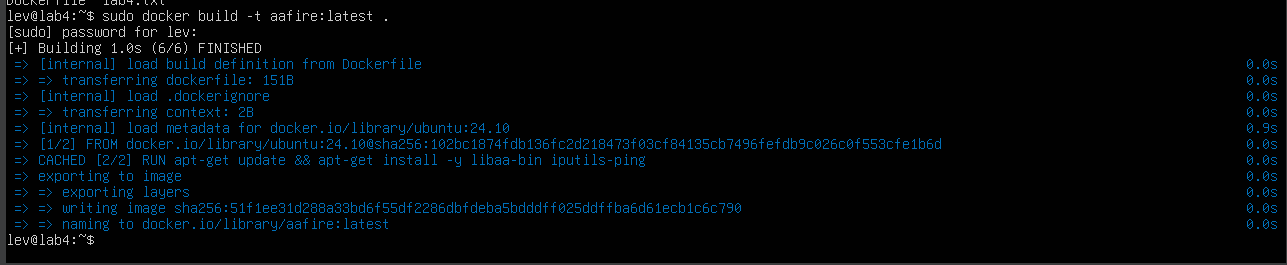 Dockerfile  lab4.txt
lev@lab4:~$ sudo docker build -t aafire:latest .
[sudo] password for lev:
[+] Building 1.0s (6/6) FINISHED
=> [internal] load build definition from Dockerfile 0.0s
=> => transferring dockerfile: 151B 0.0s
=> [internal] load .dockerignore 0.0s
=> => transferring context: 2B 0.0s
=> [internal] load metadata for docker.io/library/ubuntu:24.10 0.9s
=> [1/2] FROM docker.io/library/ubuntu:24.10@sha256:102bc1874fdb136fc2d218473f03cf84135cb7496fefdb9c026c0f553cfe1b6d 0.0s
=> CACHED [2/2] RUN apt-get update && apt-get install -y libaa-bin iputils-ping 0.0s
=> exporting to image 0.0s
=> => exporting layers 0.0s
=> => writing image sha256:51f1ee31d288a33bd6f55df2286dbfdeba5bdddff025ddffba6d61ecb1c6c790 0.0s
=> => naming to docker.io/library/aafire:latest 0.0s
lev@lab4:~$